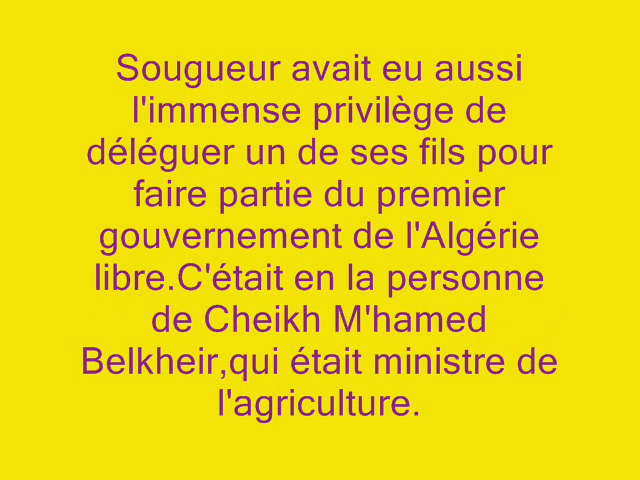 Sougueur avait eu aussi
l'immense privilège de
déléguer un de ses fils pour
faire partie du premier
gouvernement de l'Algérie
libre.C'était en la personne
de Cheikh M'hamed
Belkheir,qui était ministre de
l'agriculture.